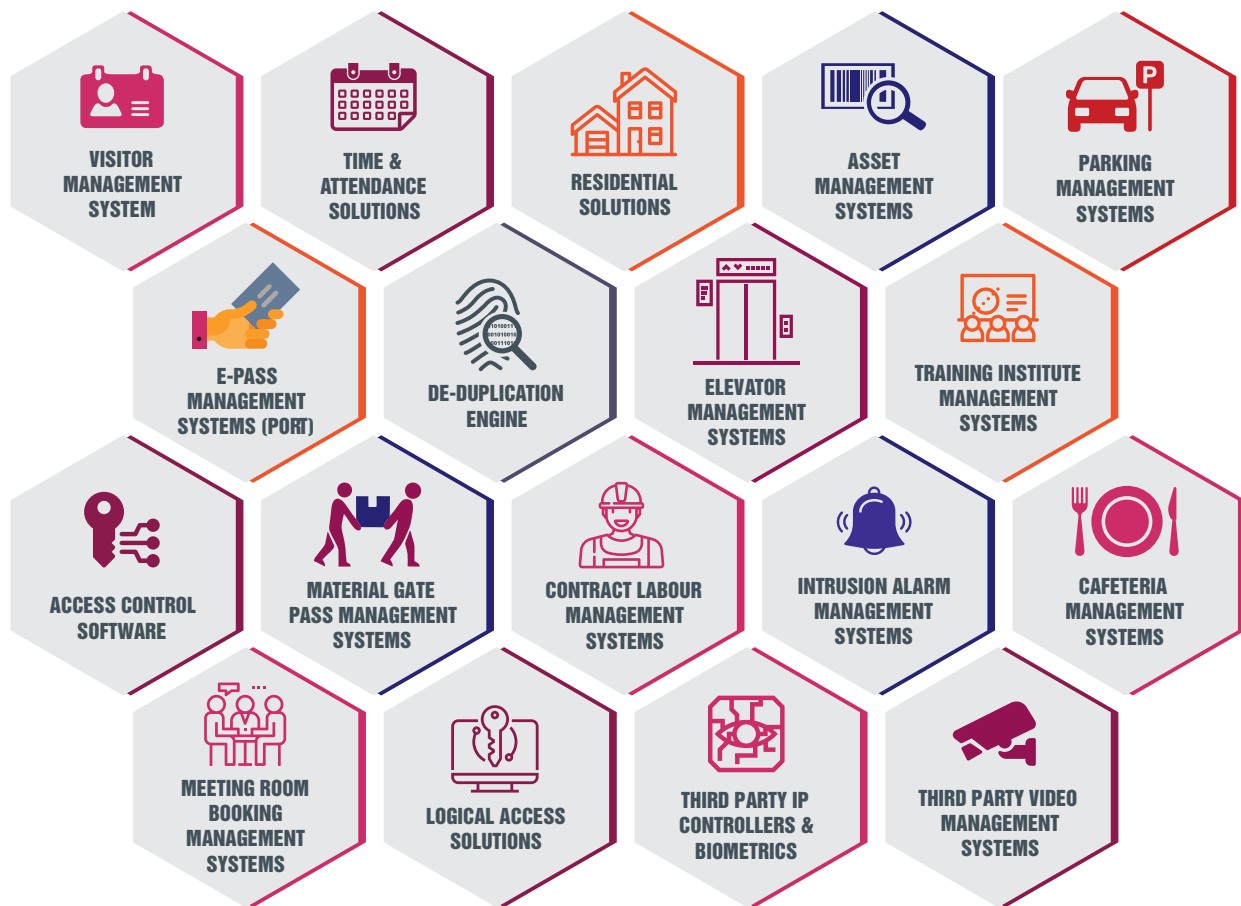 VISITOR
MANAGEMENT
SYSTEM
TIME &
ATTENDANCE
SOLUTIONS
RESIDENTIAL
SOLUTIONS
ASSET
MANAGEMENT
SYSTEMS
P
PARKING
MANAGEMENT
SYSTEMS
E-PASS
MANAGEMENT
SYSTEMS (PORT)
DE-DUPLICATION
ENGINE
ELEVATOR
MANAGEMENT
SYSTEMS
TRAINING INSTITUTE
MANAGEMENT
SYSTEMS
ACCESS CONTROL
SOFTWARE
MATERIAL GATE
PASS MANAGEMENT
SYSTEMS
CONTRACT LABOUR
MANAGEMENT
SYSTEMS
INTRUSION ALARM
MANAGEMENT
SYSTEMS
CAFETERIA
MANAGEMENT
SYSTEMS
MEETING ROOM
BOOKING
MANAGEMENT
SYSTEMS
LOGICAL ACCESS
SOLUTIONS
THIRD PARTY IP
CONTROLLERS &
BIOMETRICS
THIRD PARTY VIDEO
MANAGEMENT
SYSTEMS